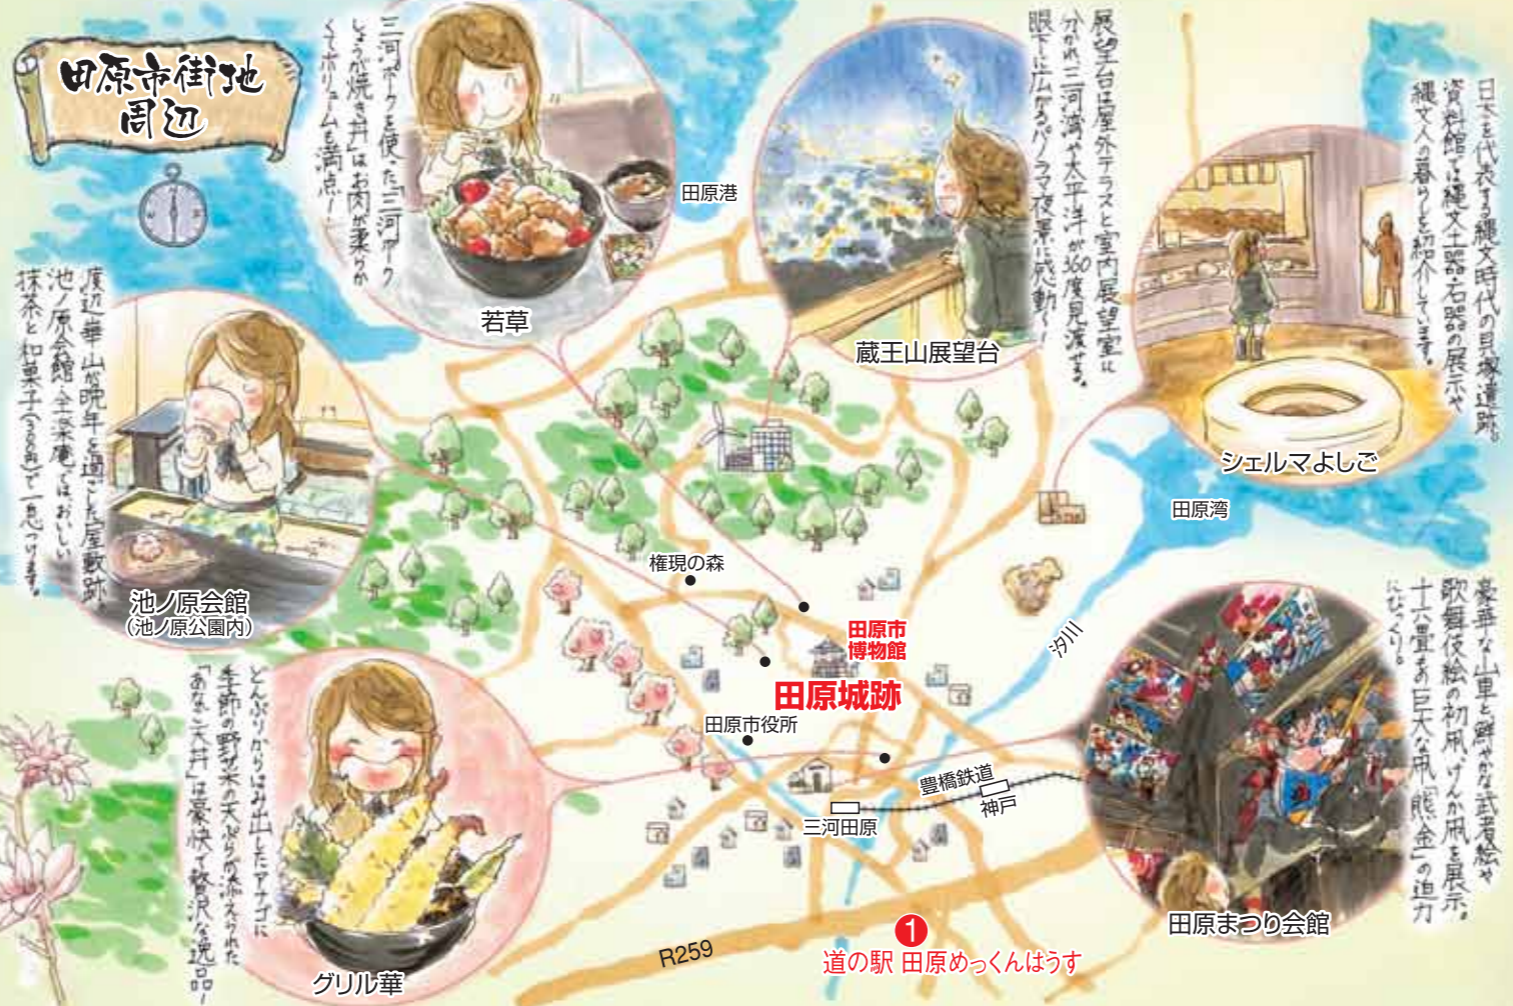 田原市街地
周辺
三河ポークを使った「三河ポーク
しょうが焼き丼」はお肉が柔らか
くてボリュームも満点！
若草
田原港
展望台は屋外テラスと室内展望室に
分かれ、三河湾や太平洋が360度見渡せる。
眼下に広がるパノラマ夜景に感動〜！
蔵王山展望台
日本を代表する縄文時代の貝塚遺跡。
資料館では縄文土器・石器の展示や
縄文人の暮らしを紹介しています。
シェルマよしご
田原湾
渡辺崋山が晩年を過ごした屋敷跡。
池ノ原会館・全楽庵では、おいしい
抹茶と和菓子(300円)で一息つけます。
池ノ原会館
(池ノ原公園内)
権現の森
田原市
博物館
田原城跡
田原市役所
汐川
豊橋鉄道
神戸
三河田原
豪華な山車と鮮やかな武者絵や
歌舞伎絵の初凧、けんか凧を展示。
十六畳もの巨大な凧「熊金」の迫力
にびっくり。
田原まつり会館
どんぶりからはみ出したアナゴに
季節の野菜の天ぷらが添えられた
「あなご天丼」は豪快で贅沢な逸品！
グリル華
R259
1
道の駅 田原めっくんはうす
N